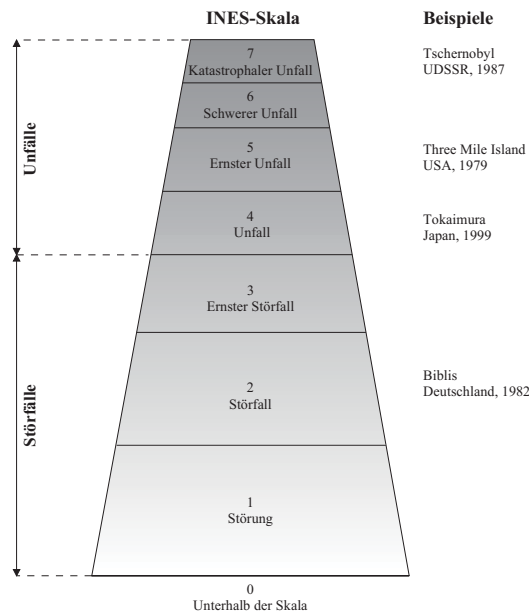 INES-Skala
Beispiele
7
Katastrophaler Unfall
Tschernobyl
UDSSR, 1987
6
Schwerer Unfall
5
Ernster Unfall
Three Mile Island
USA, 1979
4
Unfall
Tokaimura
Japan, 1999
Unfälle
3
Ernster Störfall
2
Störfall
Biblis
Deutschland, 1982
1
Störung
Störfälle
0
Unterhalb der Skala